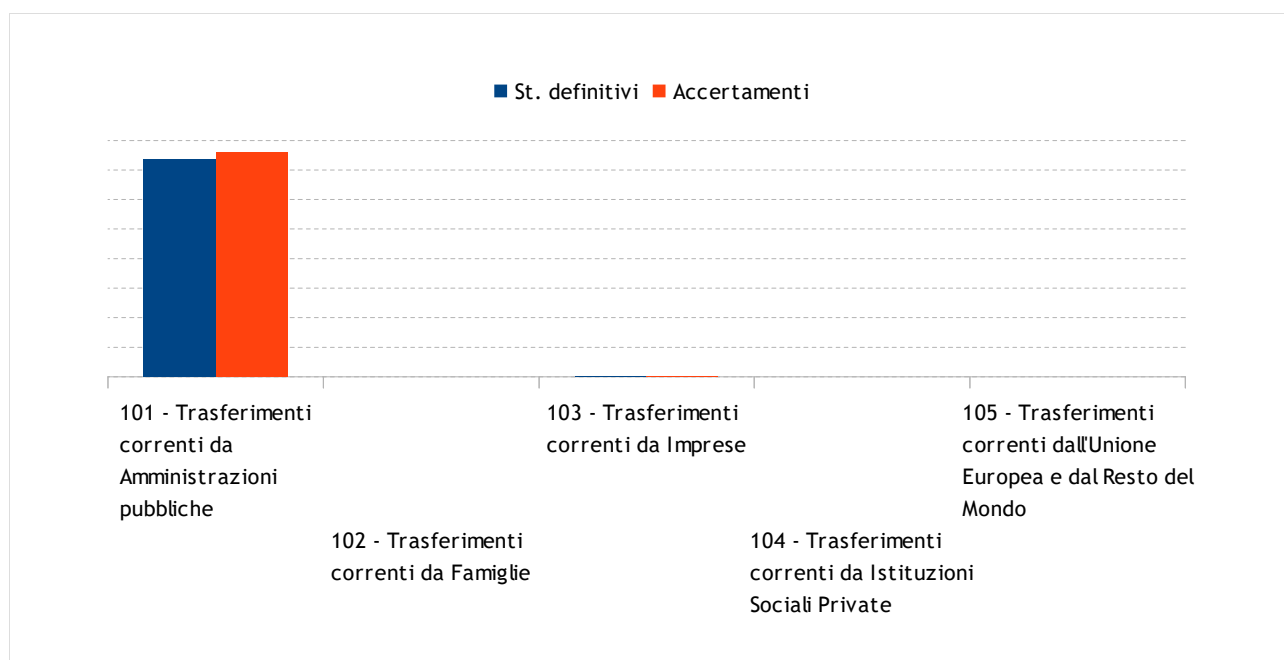 St. definitivi Accertamenti
101 - Trasferimenti
correnti da
Amministrazioni
pubbliche
102 - Trasferimenti
correnti da Famiglie
103 - Trasferimenti
correnti da Imprese
104 - Trasferimenti
correnti da Istituzioni
Sociali Private
105 - Trasferimenti
correnti dall'Unione
Europea e dal Resto del
Mondo